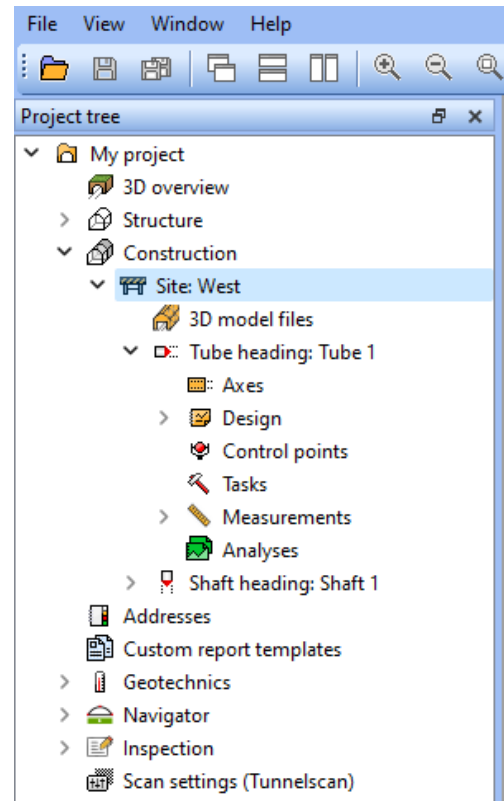 File View Window Help
Project tree
My project
3D overview
Structure
Construction
Site: West
3D model files
Tube heading: Tube 1
Axes
Design
Control points
Tasks
Measurements
Analyses
Shaft heading: Shaft 1
Addresses
Custom report templates
Geotechnics
Navigator
Inspection
Scan settings (Tunnelscan)